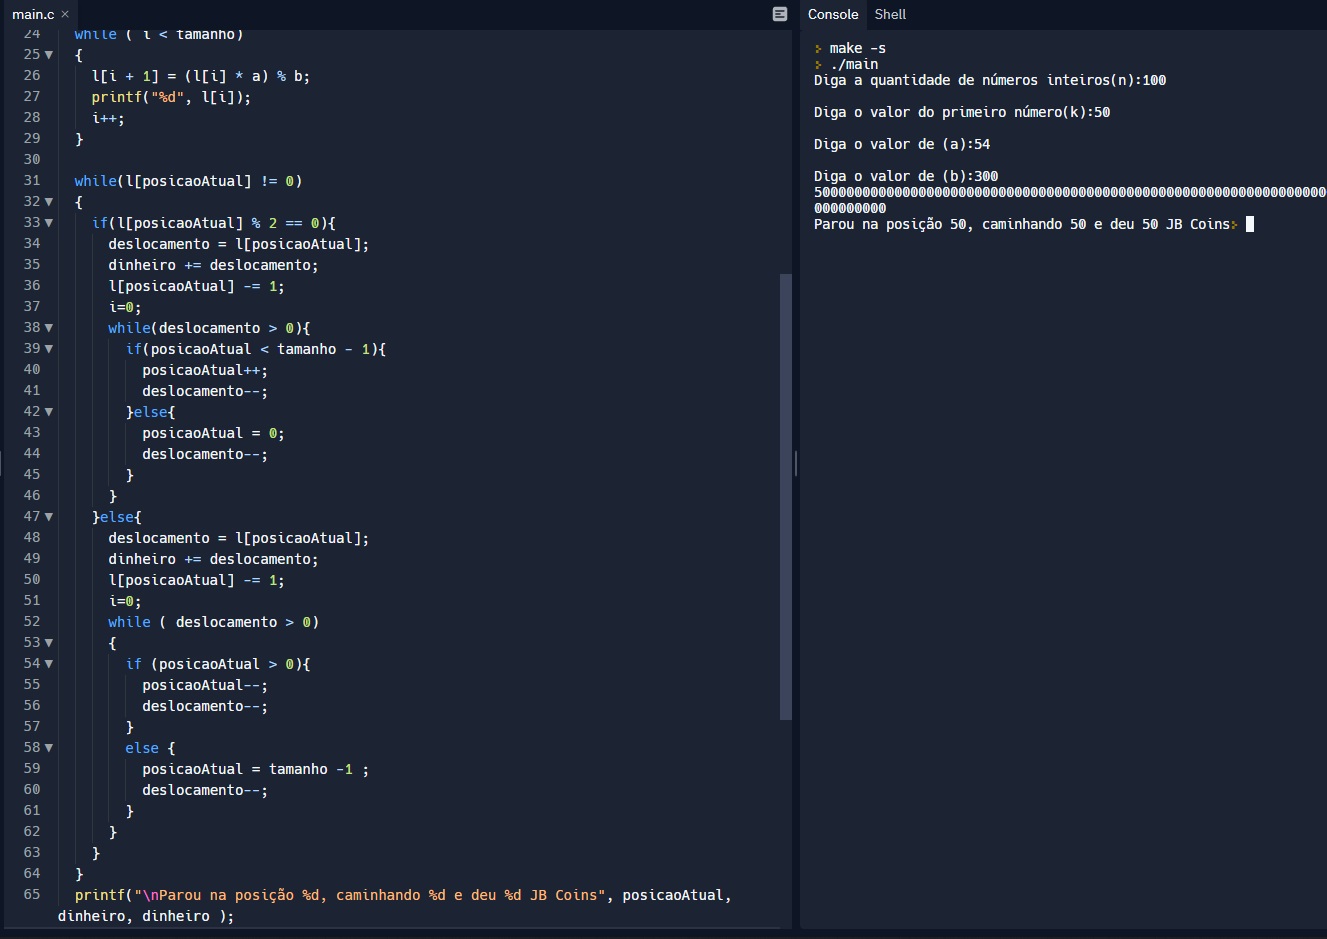 main.c ×
24 while ( i < tamanho)
25 {
26 l[i + 1] = (l[i] * a) % b;
27 printf("%d", l[i]);
28 i++;
29 }
30
31 while(l[posicaoAtual] != 0)
32 {
33 if(l[posicaoAtual] % 2 == 0){
34 deslocamento = l[posicaoAtual];
35 dinheiro += deslocamento;
36 l[posicaoAtual] -= 1;
37 i=0;
38 while(deslocamento > 0){
39 if(posicaoAtual < tamanho - 1){
40 posicaoAtual++;
41 deslocamento--;
42 }else{
43 posicaoAtual = 0;
44 deslocamento--;
45 }
46 }
47 }else{
48 deslocamento = l[posicaoAtual];
49 dinheiro += deslocamento;
50 l[posicaoAtual] -= 1;
51 i=0;
52 while ( deslocamento > 0)
53 {
54 if (posicaoAtual > 0){
55 posicaoAtual--;
56 deslocamento--;
57 }
58 else {
59 posicaoAtual = tamanho -1 ;
60 deslocamento--;
61 }
62 }
63 }
64 }
65 printf("\nParou na posição %d, caminhando %d e deu %d JB Coins", posicaoAtual,
dinheiro, dinheiro );
Console Shell
make -s
./main
Diga a quantidade de números inteiros(n):100
Diga o valor do primeiro número(k):50
Diga o valor de (a):54
Diga o valor de (b):300
5000000000000000000000000000000000000000000000000000000000000000
000000000
Parou na posição 50, caminhando 50 e deu 50 JB Coins